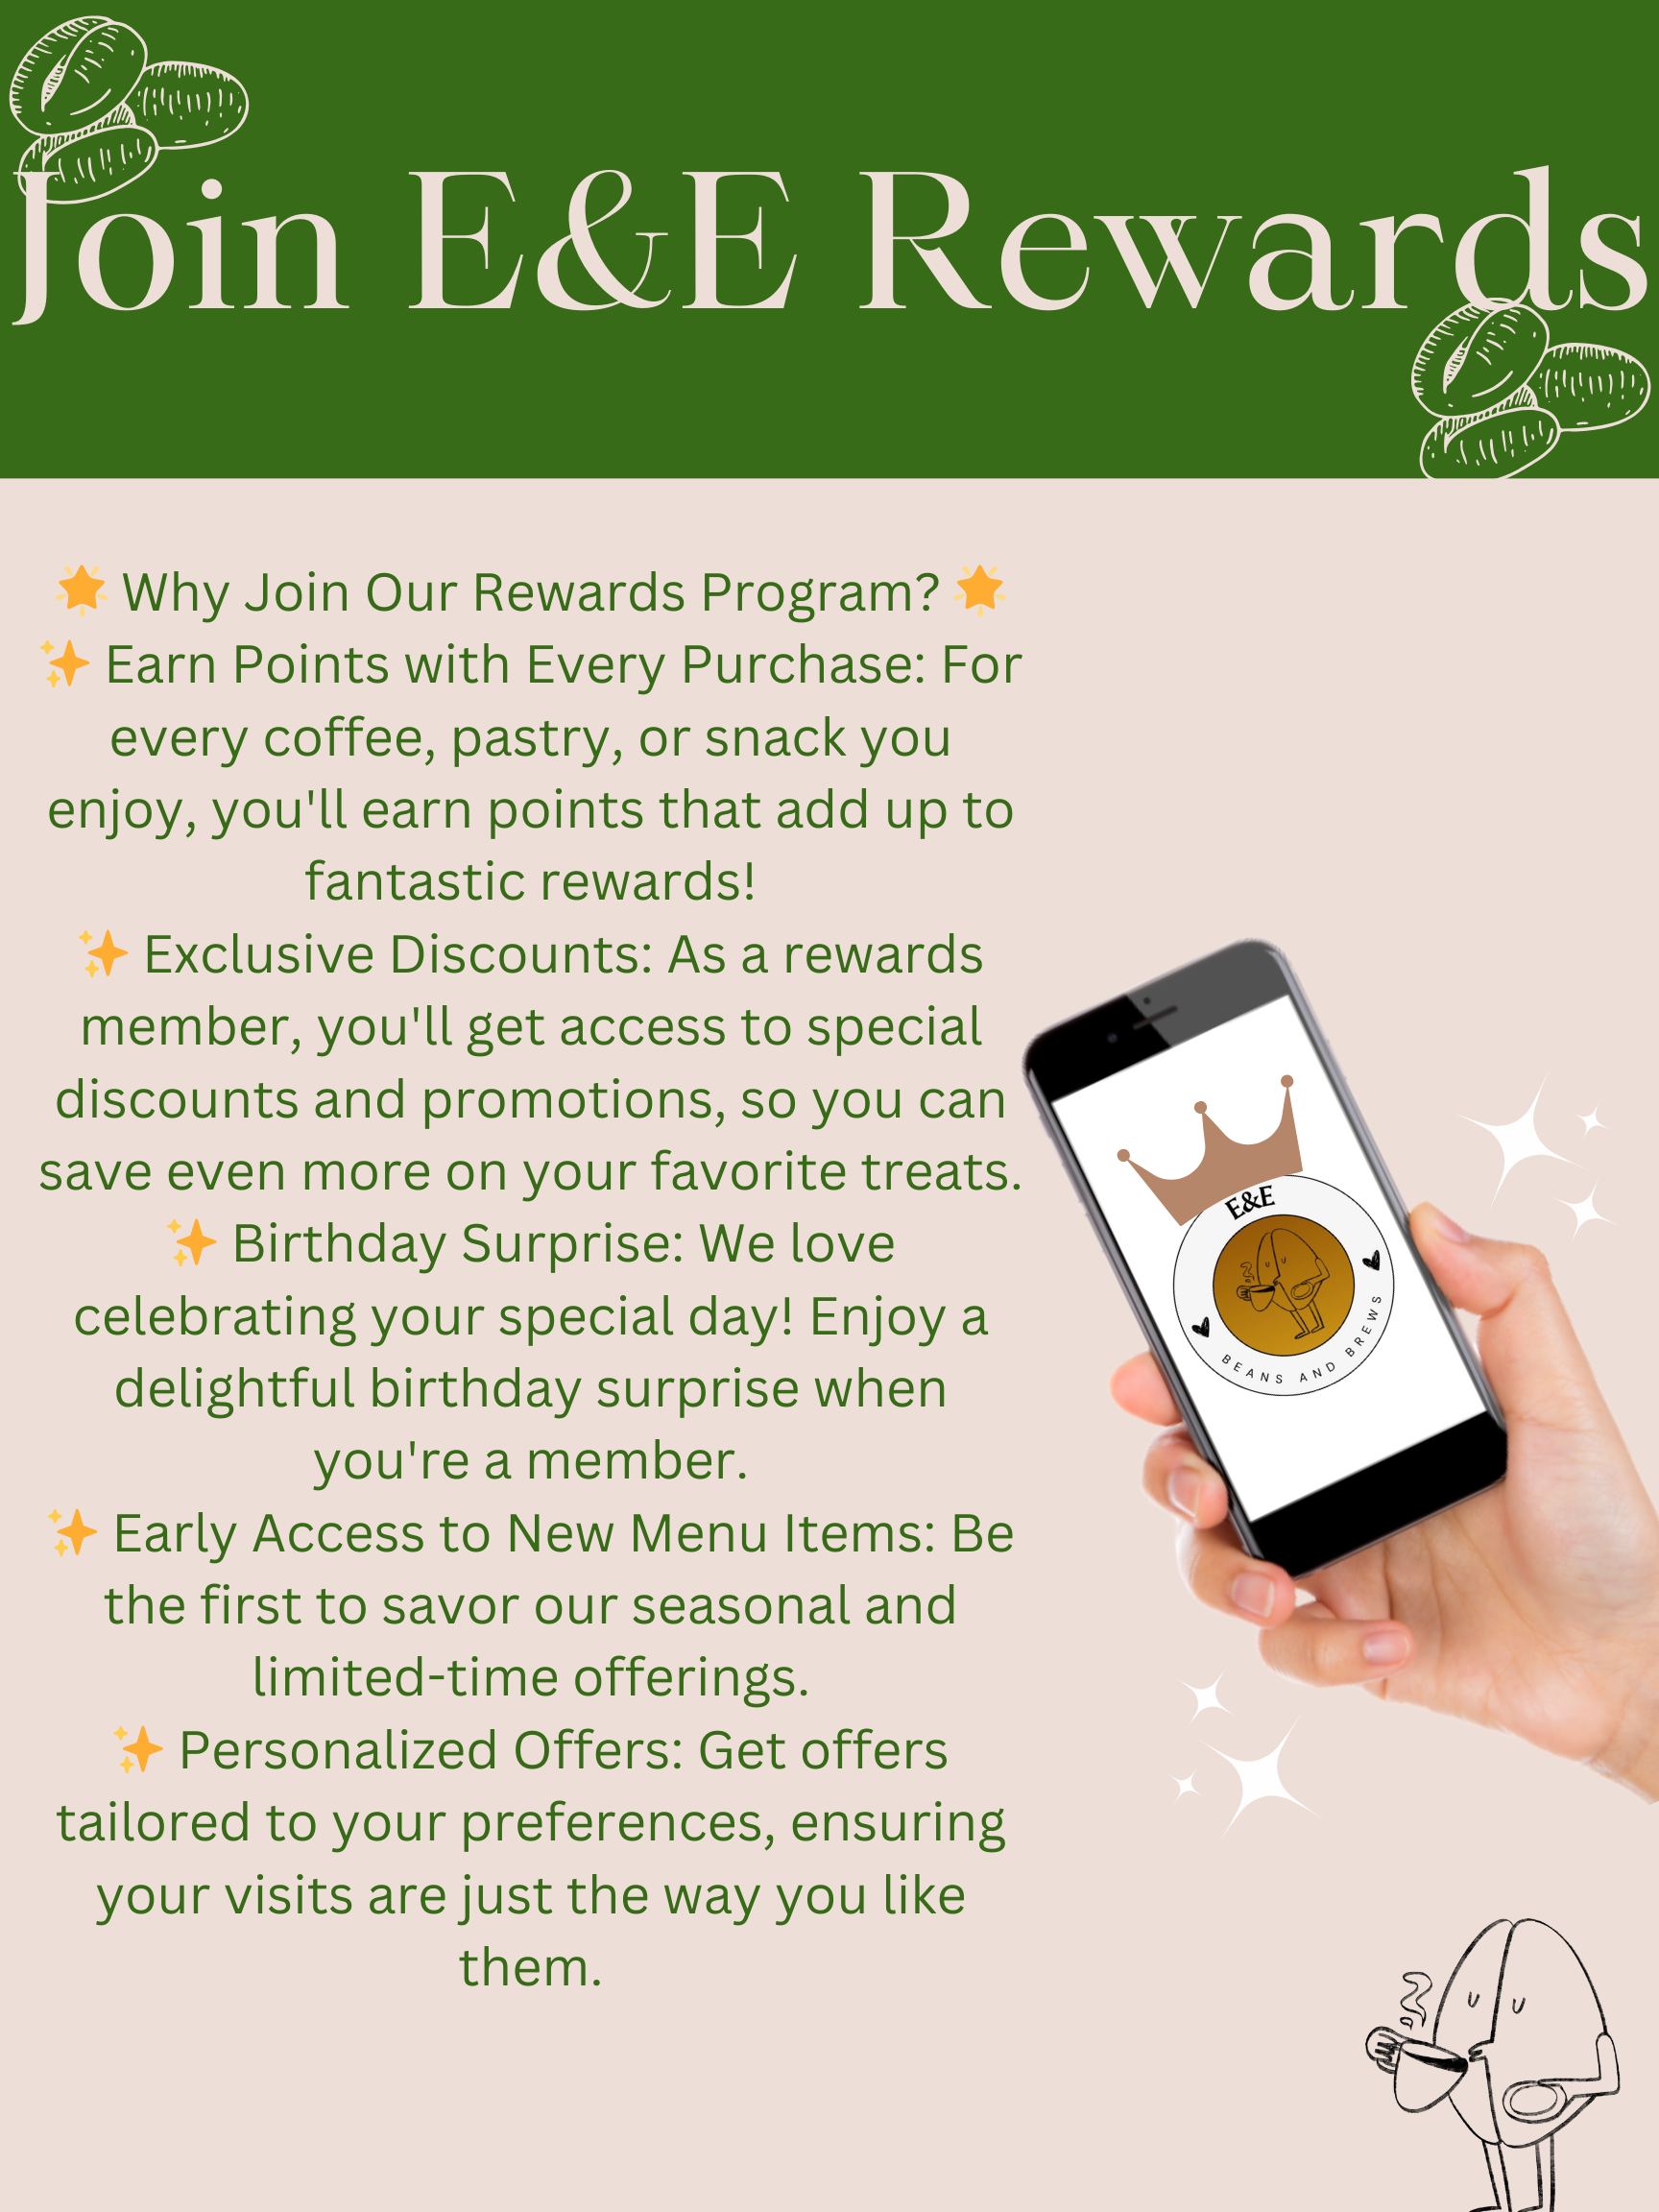 Join E&E Rewards
🌟 Why Join Our Rewards Program? 🌟
✨ Earn Points with Every Purchase: For
every coffee, pastry, or snack you
enjoy, you'll earn points that add up to
fantastic rewards!
✨ Exclusive Discounts: As a rewards
member, you'll get access to special
discounts and promotions, so you can
save even more on your favorite treats.
✨ Birthday Surprise: We love
celebrating your special day! Enjoy a
delightful birthday surprise when
you're a member.
✨ Early Access to New Menu Items: Be
the first to savor our seasonal and
limited-time offerings.
✨ Personalized Offers: Get offers
tailored to your preferences, ensuring
your visits are just the way you like
them.
E&E
BEANS AND BREWS